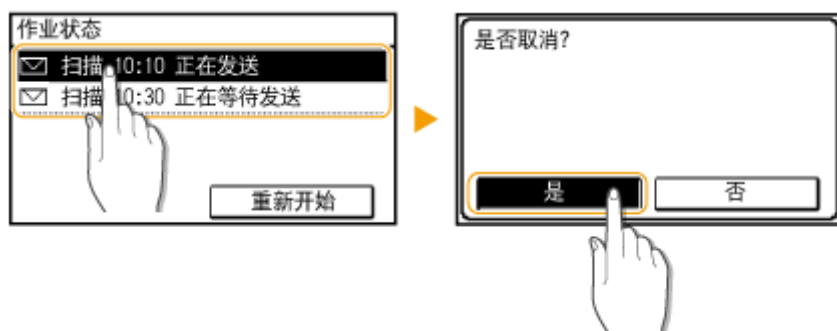 作业状态
扫描 10:10 正在发送
扫描 10:30 正在等待发送
重新开始
是否取消?
是
否